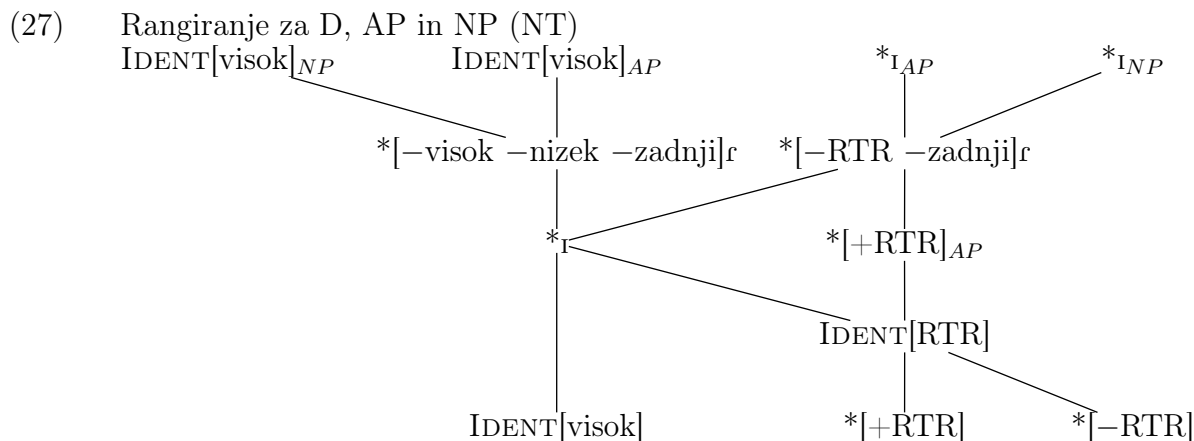 (27) Rangiranje za D, AP in NP (NT)
IDENT[visok]NP IDENT[visok]AP *ɪAP *ɪNP
*[−visok −nizek −zadnji]ɾ *[−RTR −zadnji]ɾ
*ɪ *[+RTR]AP
IDENT[RTR]
IDENT[visok] *[+RTR] *[−RTR]